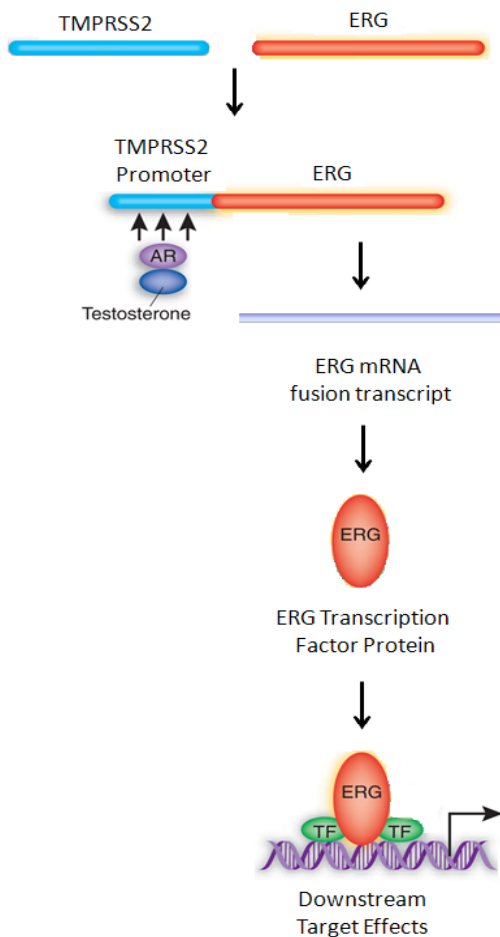 TMPRSS2
ERG
TMPRSS2
Promoter
ERG
AR
Testosterone
ERG mRNA
fusion transcript
ERG
ERG Transcription
Factor Protein
ERG
TF
TF
Downstream
Target Effects